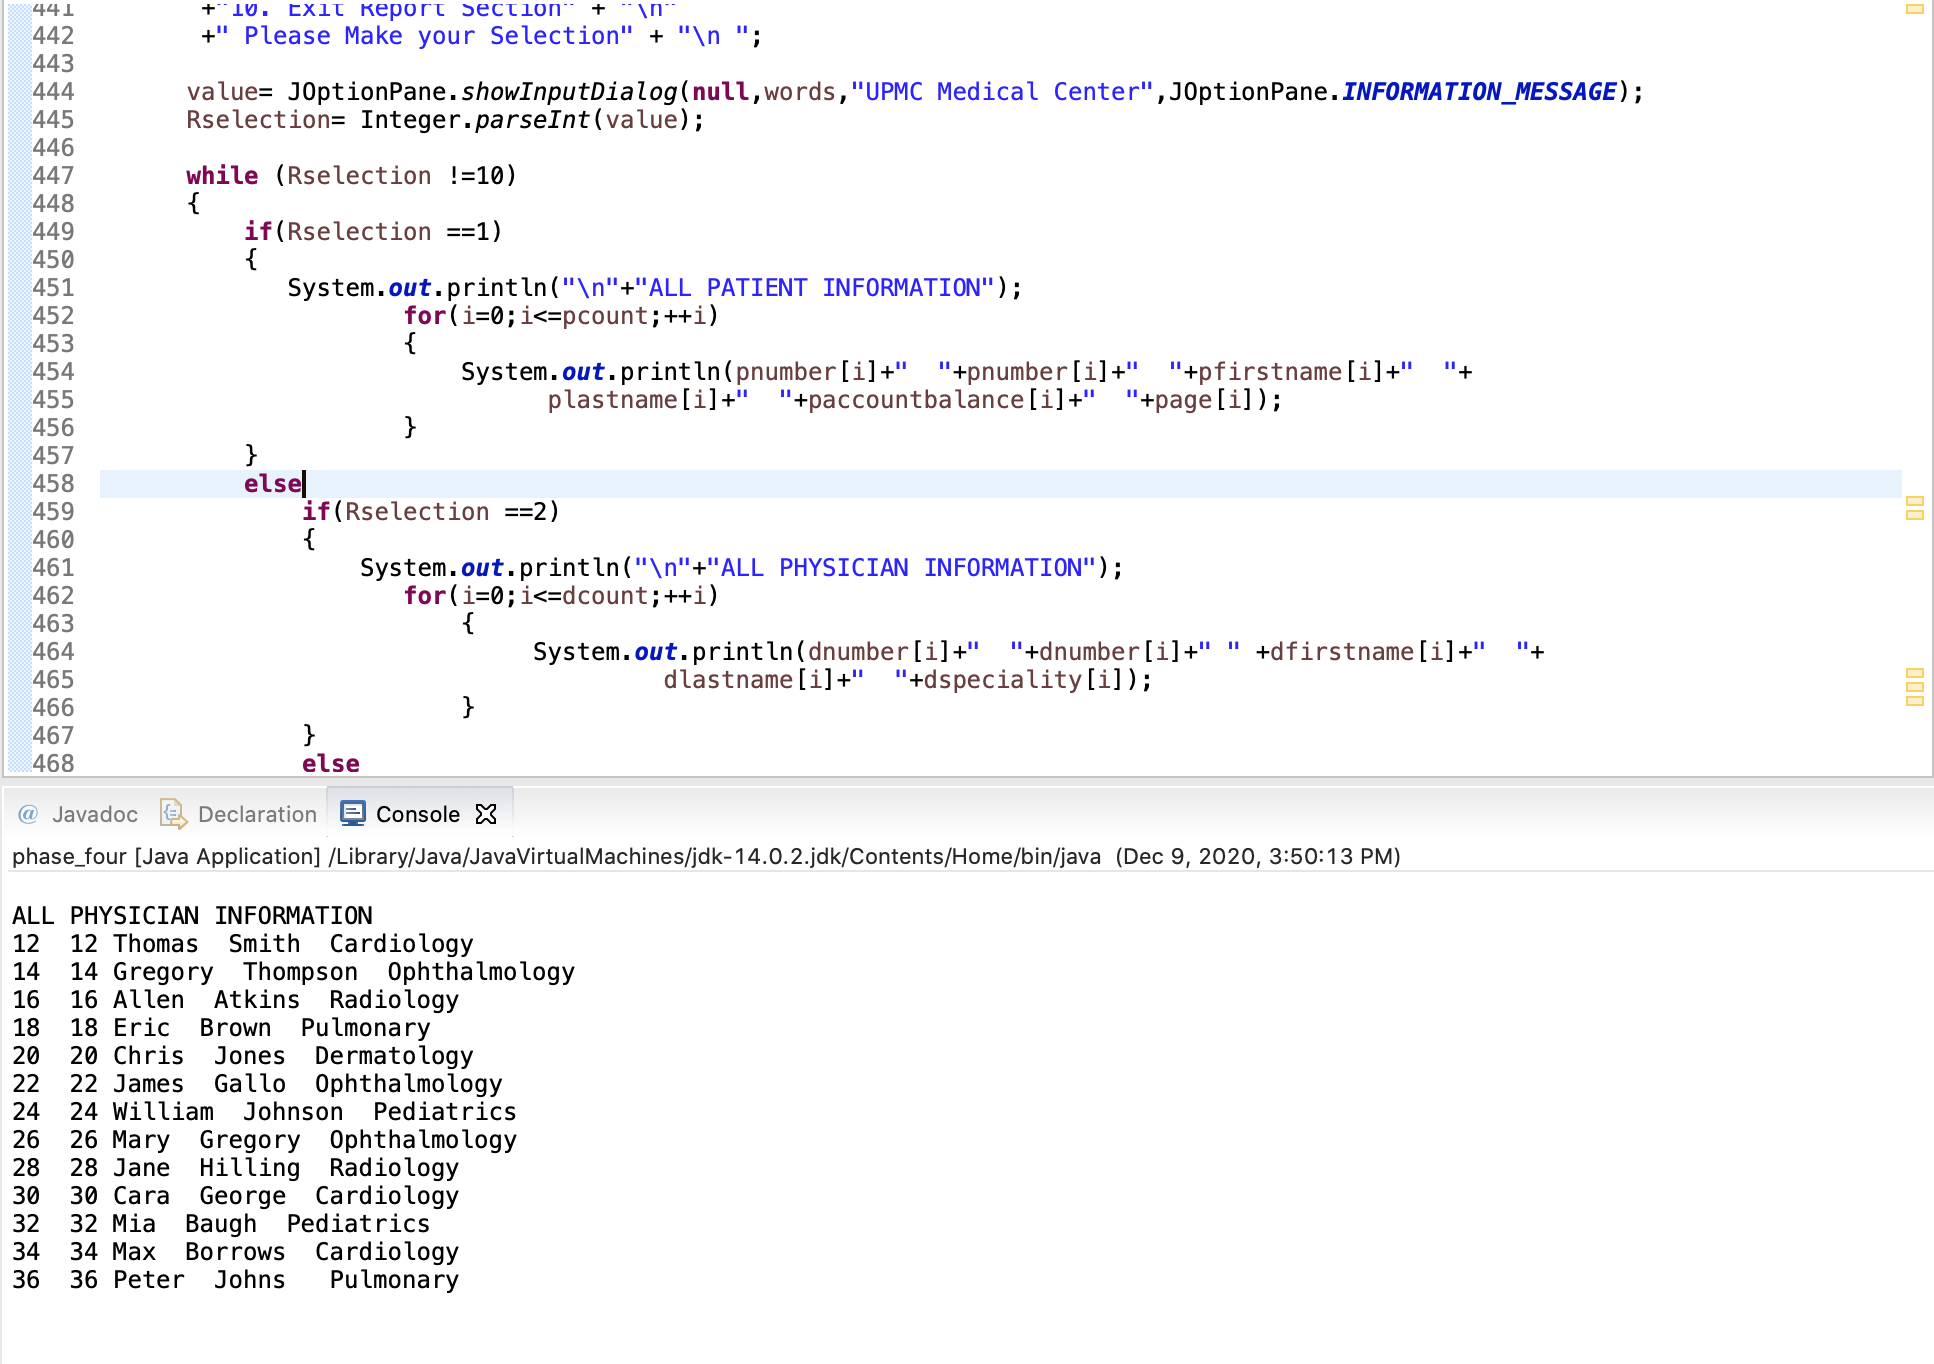 441 +"10. Exit Report Section" + "\n"
442 +" Please Make your Selection" + "\n ";
443
444 value= JOptionPane.showInputDialog(null,words,"UPMC Medical Center",JOptionPane.INFORMATION_MESSAGE);
445 Rselection= Integer.parseInt(value);
446
447 while (Rselection !=10)
448 {
449 if(Rselection ==1)
450 {
451 System.out.println("\n"+"ALL PATIENT INFORMATION");
452 for(i=0;i<=pcount;++i)
453 {
454 System.out.println(pnumber[i]+"  "+pnumber[i]+"  "+pfirstname[i]+"  "+
455 plastname[i]+"  "+paccountbalance[i]+"  "+page[i]);
456 }
457 }
458 else
459 if(Rselection ==2)
460 {
461 System.out.println("\n"+"ALL PHYSICIAN INFORMATION");
462 for(i=0;i<=dcount;++i)
463 {
464 System.out.println(dnumber[i]+"  "+dnumber[i]+" " +dfirstname[i]+"  "+
465 dlastname[i]+"  "+dspeciality[i]);
466 }
467 }
468 else
@ Javadoc Declaration Console
phase_four [Java Application] /Library/Java/JavaVirtualMachines/jdk-14.0.2.jdk/Contents/Home/bin/java (Dec 9, 2020, 3:50:13 PM)
ALL PHYSICIAN INFORMATION
12  12 Thomas  Smith  Cardiology
14  14 Gregory  Thompson  Ophthalmology
16  16 Allen  Atkins  Radiology
18  18 Eric  Brown  Pulmonary
20  20 Chris  Jones  Dermatology
22  22 James  Gallo  Ophthalmology
24  24 William  Johnson  Pediatrics
26  26 Mary  Gregory  Ophthalmology
28  28 Jane  Hilling  Radiology
30  30 Cara  George  Cardiology
32  32 Mia  Baugh  Pediatrics
34  34 Max  Borrows  Cardiology
36  36 Peter  Johns   Pulmonary